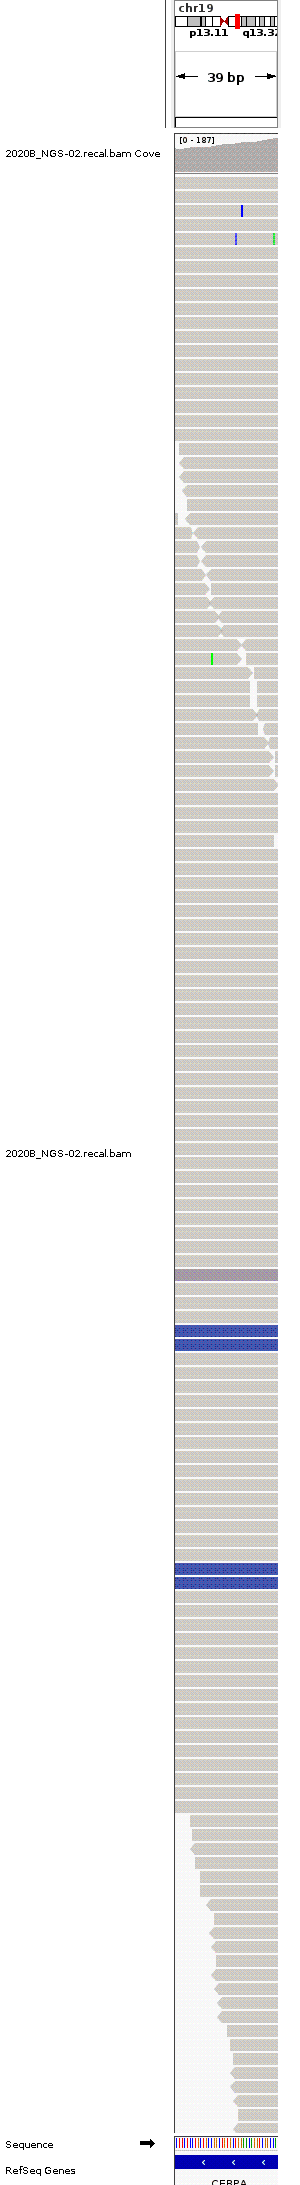 chr19
p13.11 q13.32
39 bp
[0 - 187]
2020B_NGS-02.recal.bam Cove
2020B_NGS-02.recal.bam
Sequence
RefSeq Genes
CEBPA